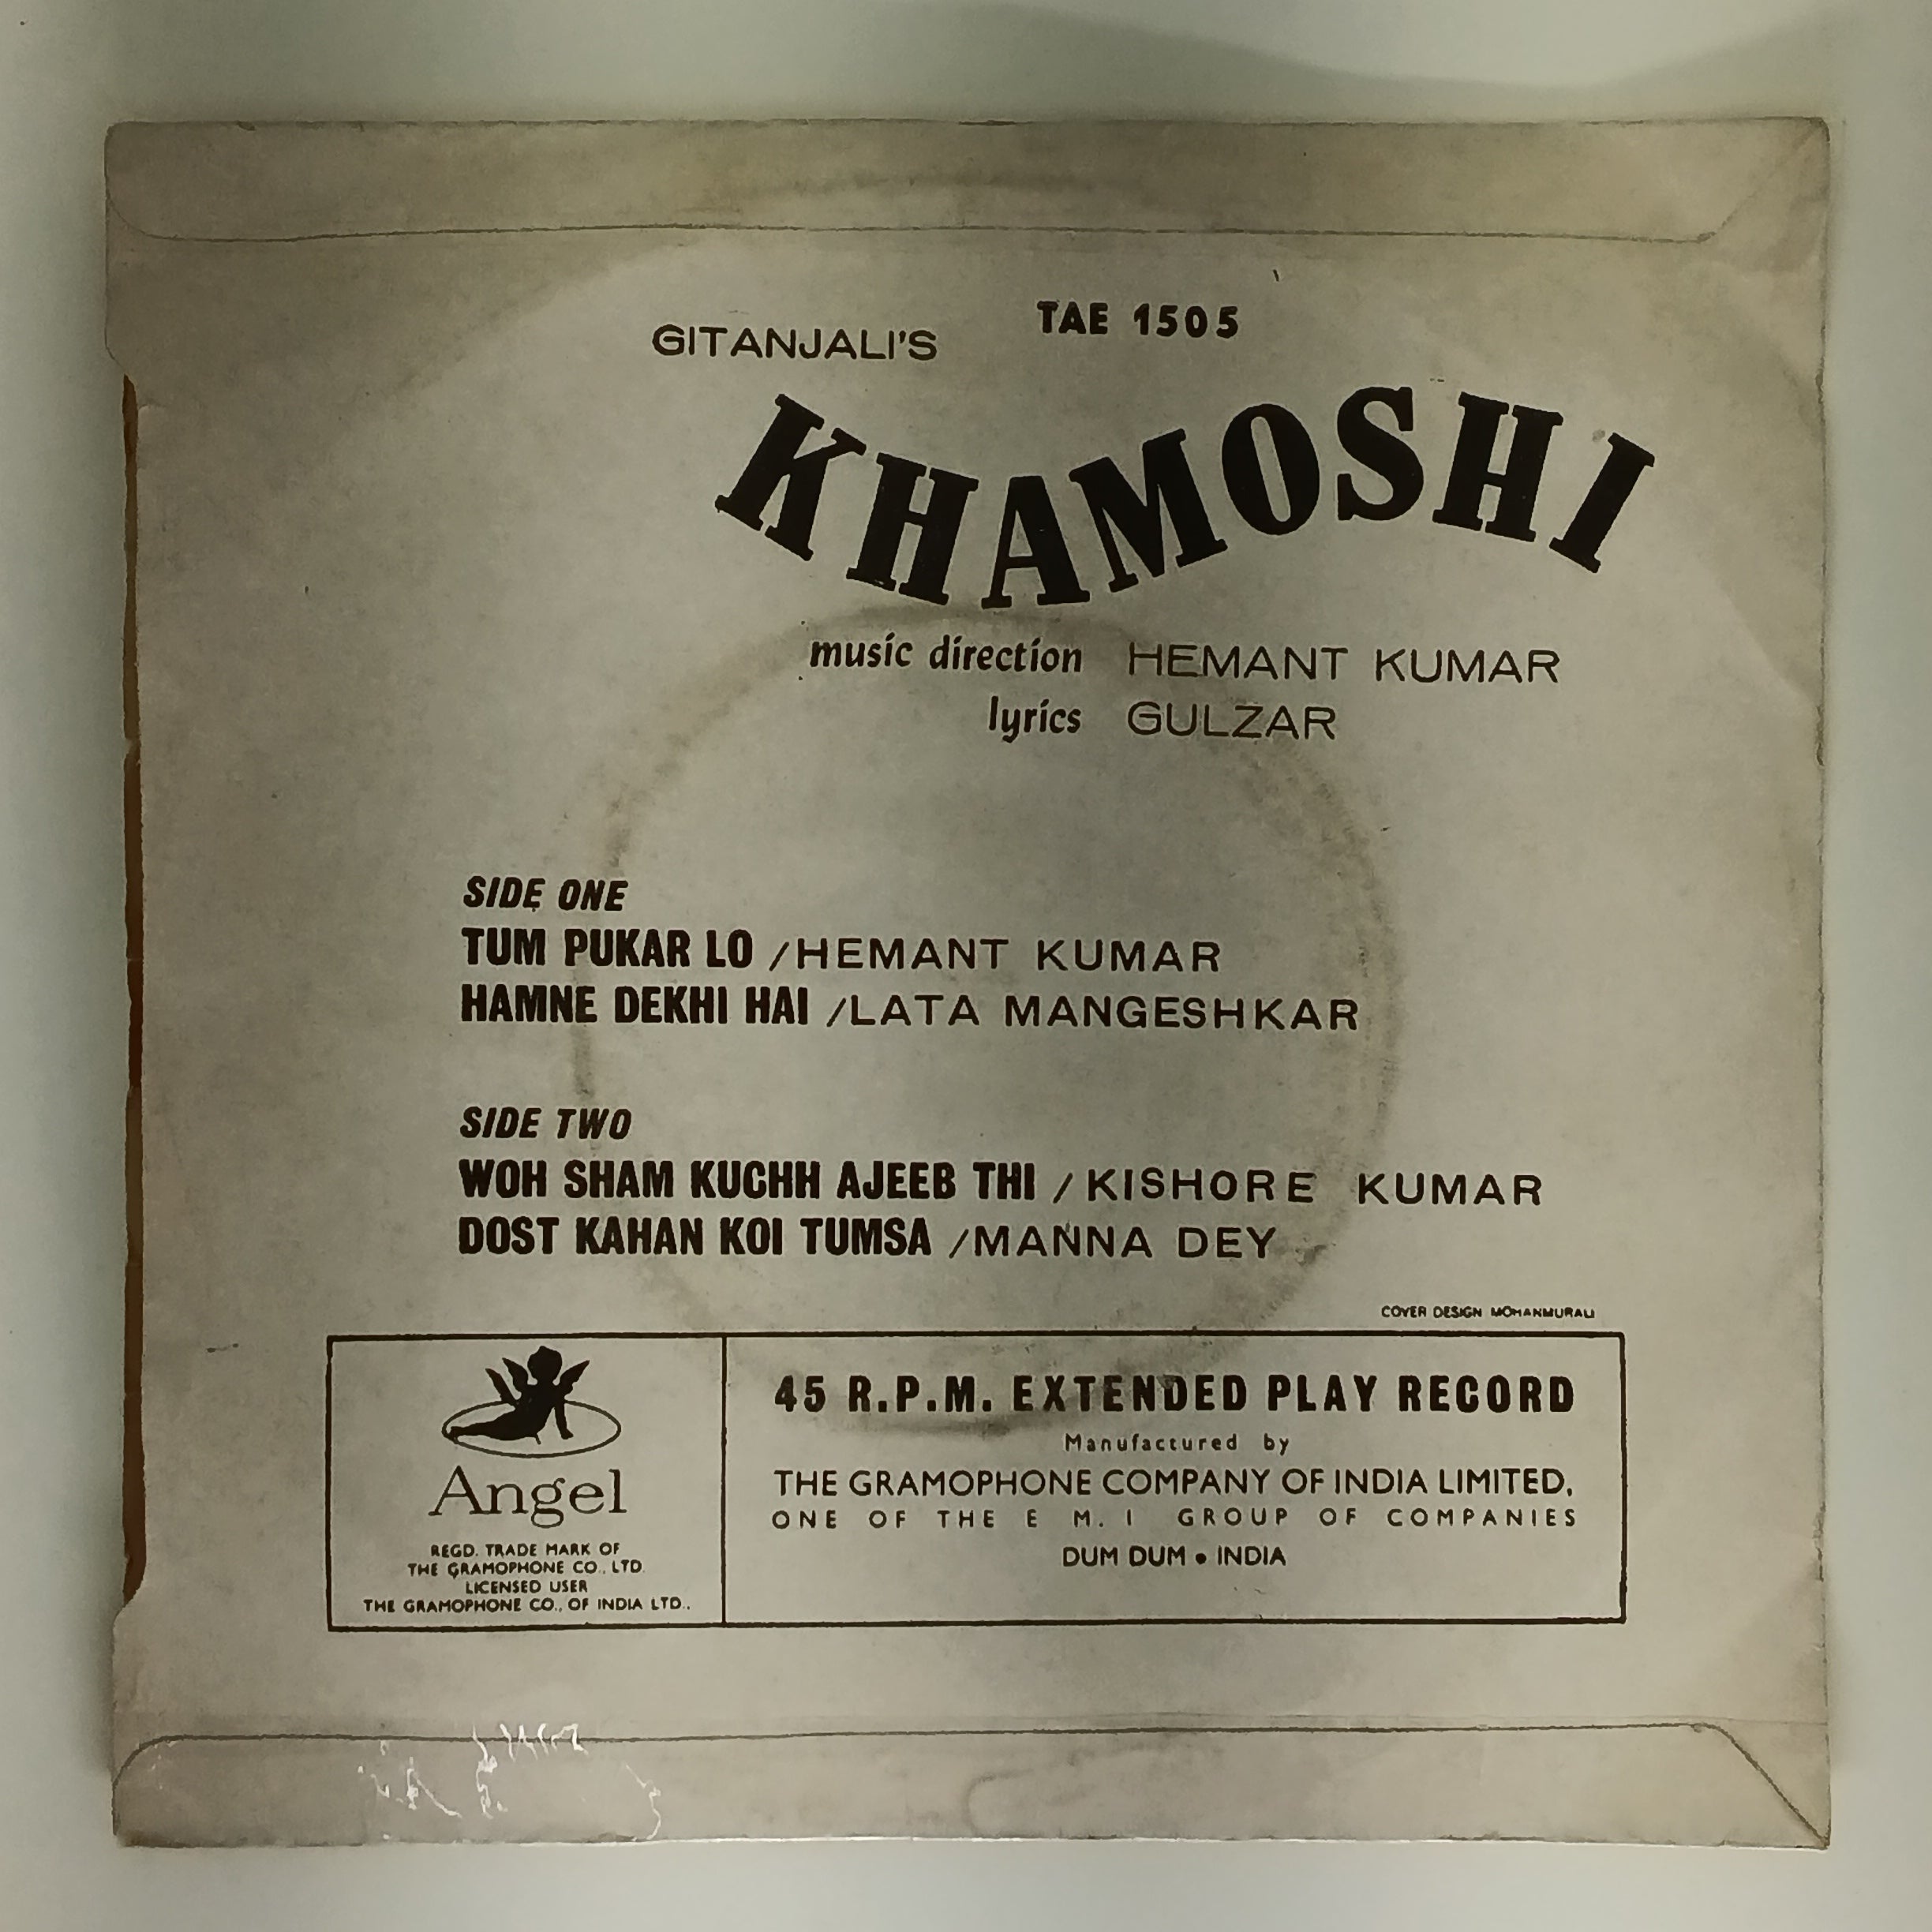 GITANJALI'S
TAE 1505
KHAMOSHI
music direction HEMANT KUMAR
lyrics GULZAR
SIDE ONE
TUM PUKAR LO /HEMANT KUMAR
HAMNE DEKHI HAI /LATA MANGESHKAR
SIDE TWO
WOH SHAM KUCHH AJEEB THI / KISHORE KUMAR
DOST KAHAN KOI TUMSA /MANNA DEY
COVER DESIGN MOHANMURALI
Angel
REGD. TRADE MARK OF
THE GRAMOPHONE CO., LTD.
LICENSED USER
THE GRAMOPHONE CO., OF INDIA LTD..
45 R.P.M. EXTENDED PLAY RECORD
Manufactured by
THE GRAMOPHONE COMPANY OF INDIA LIMITED,
ONE OF THE E M. I GROUP OF COMPANIES
DUM DUM • INDIA